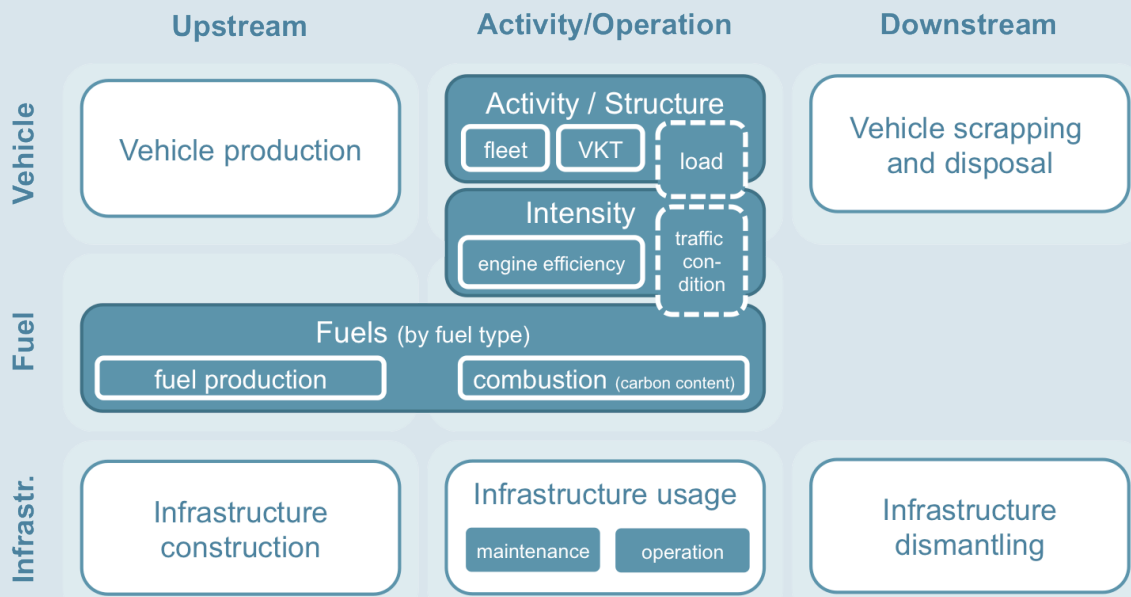 Upstream
Activity/Operation
Downstream
Vehicle
Vehicle production
Activity / Structure
fleet
VKT
load
Vehicle scrapping
and disposal
Intensity
engine efficiency
traffic
con-
dition
Fuel
Fuels (by fuel type)
fuel production
combustion (carbon content)
Infrastr.
Infrastructure
construction
Infrastructure usage
maintenance
operation
Infrastructure
dismantling